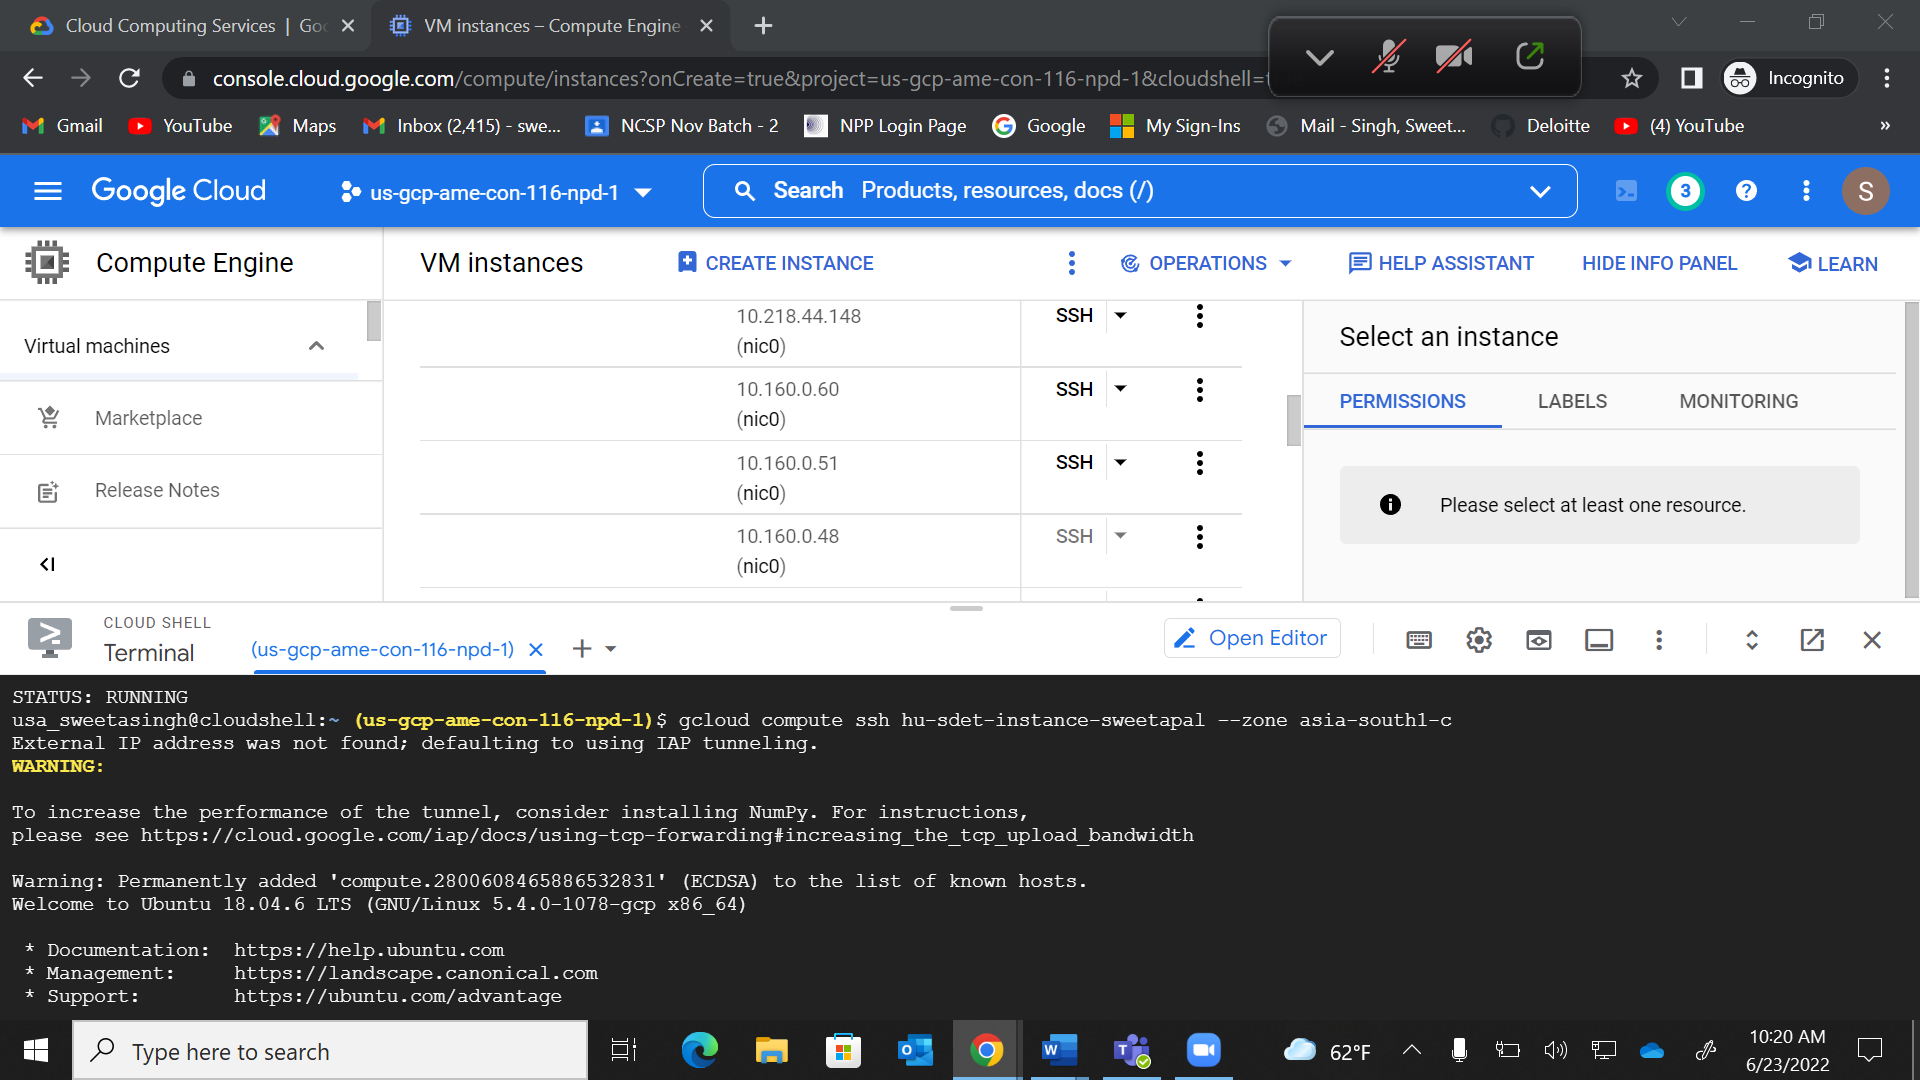 Cloud Computing Services | Goo
VM instances – Compute Engine
console.cloud.google.com/compute/instances?onCreate=true&project=us-gcp-ame-con-116-npd-1&cloudshell=
Incognito
Gmail
YouTube
Maps
Inbox (2,415) - swe...
NCSP Nov Batch - 2
NPP Login Page
Google
My Sign-Ins
Mail - Singh, Sweet...
Deloitte
(4) YouTube
»
Google Cloud
us-gcp-ame-con-116-npd-1
Search Products, resources, docs (/)
3
?
S
Compute Engine
VM instances
CREATE INSTANCE
OPERATIONS
HELP ASSISTANT
HIDE INFO PANEL
LEARN
Virtual machines
Marketplace
Release Notes
10.218.44.148
(nic0)
SSH
10.160.0.60
(nic0)
SSH
10.160.0.51
(nic0)
SSH
10.160.0.48
(nic0)
SSH
Select an instance
PERMISSIONS
LABELS
MONITORING
Please select at least one resource.
CLOUD SHELL
Terminal
(us-gcp-ame-con-116-npd-1)
Open Editor
STATUS: RUNNING
usa_sweetasingh@cloudshell:~ (us-gcp-ame-con-116-npd-1)$ gcloud compute ssh hu-sdet-instance-sweetapal --zone asia-south1-c
External IP address was not found; defaulting to using IAP tunneling.
WARNING:
To increase the performance of the tunnel, consider installing NumPy. For instructions,
please see https://cloud.google.com/iap/docs/using-tcp-forwarding#increasing_the_tcp_upload_bandwidth
Warning: Permanently added 'compute.2800608465886532831' (ECDSA) to the list of known hosts.
Welcome to Ubuntu 18.04.6 LTS (GNU/Linux 5.4.0-1078-gcp x86_64)
* Documentation: https://help.ubuntu.com
* Management: https://landscape.canonical.com
* Support: https://ubuntu.com/advantage
Type here to search
62°F
10:20 AM
6/23/2022